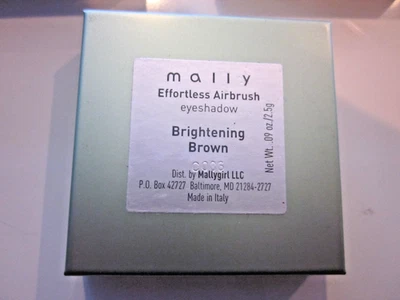 mally
Effortless Airbrush
eyeshadow
Brightening
Brown
Dist. by Mallygirl LLC
P.O. Box 42727 Baltimore, MD 21284-2727
Made in Italy
Net Wt. .09 oz./2.5g